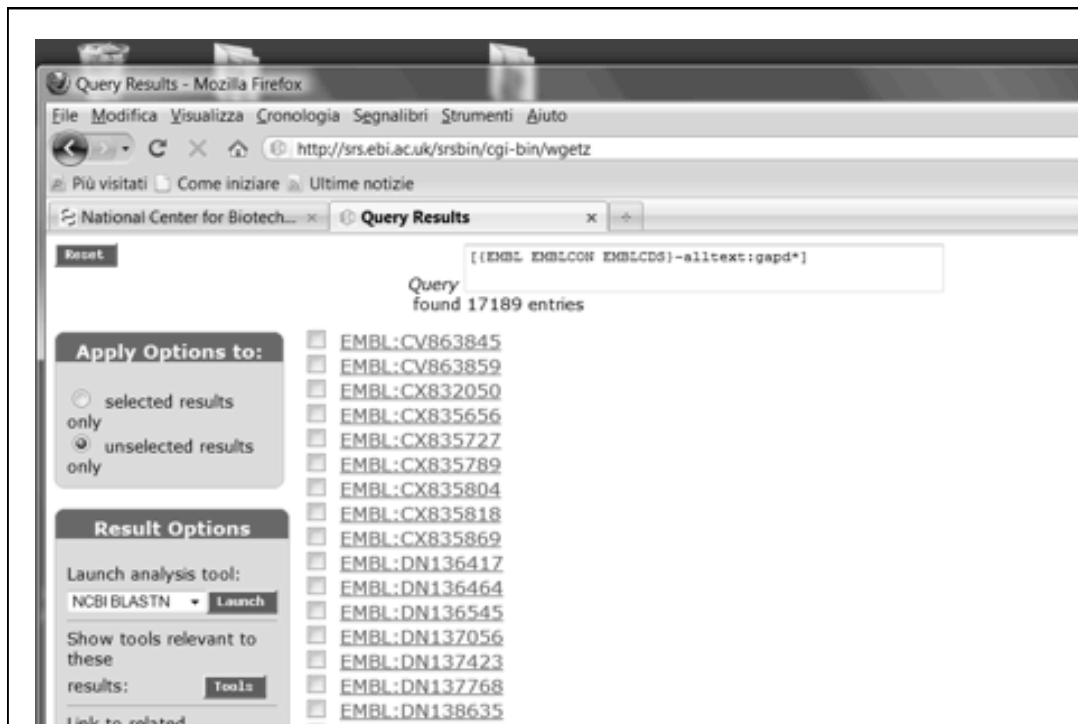 Query Results - Mozilla Firefox
File Modifica Visualizza Cronologia Segnalibri Strumenti Aiuto
http://srs.ebi.ac.uk/srsbin/cgi-bin/wgetz
Più visitati Come iniziare Ultime notizie
National Center for Biotech... Query Results
Reset
[{EMBL EMBLCON EMBLCDS}-alltext:gapd*]
Query
found 17189 entries
Apply Options to:
selected results
only
unselected results
only
Result Options
Launch analysis tool:
NCBI BLASTN Launch
Show tools relevant to
these
results: Tools
Link to related
EMBL:CV863845
EMBL:CV863859
EMBL:CX832050
EMBL:CX835656
EMBL:CX835727
EMBL:CX835789
EMBL:CX835804
EMBL:CX835818
EMBL:CX835869
EMBL:DN136417
EMBL:DN136464
EMBL:DN136545
EMBL:DN137056
EMBL:DN137423
EMBL:DN137768
EMBL:DN138635